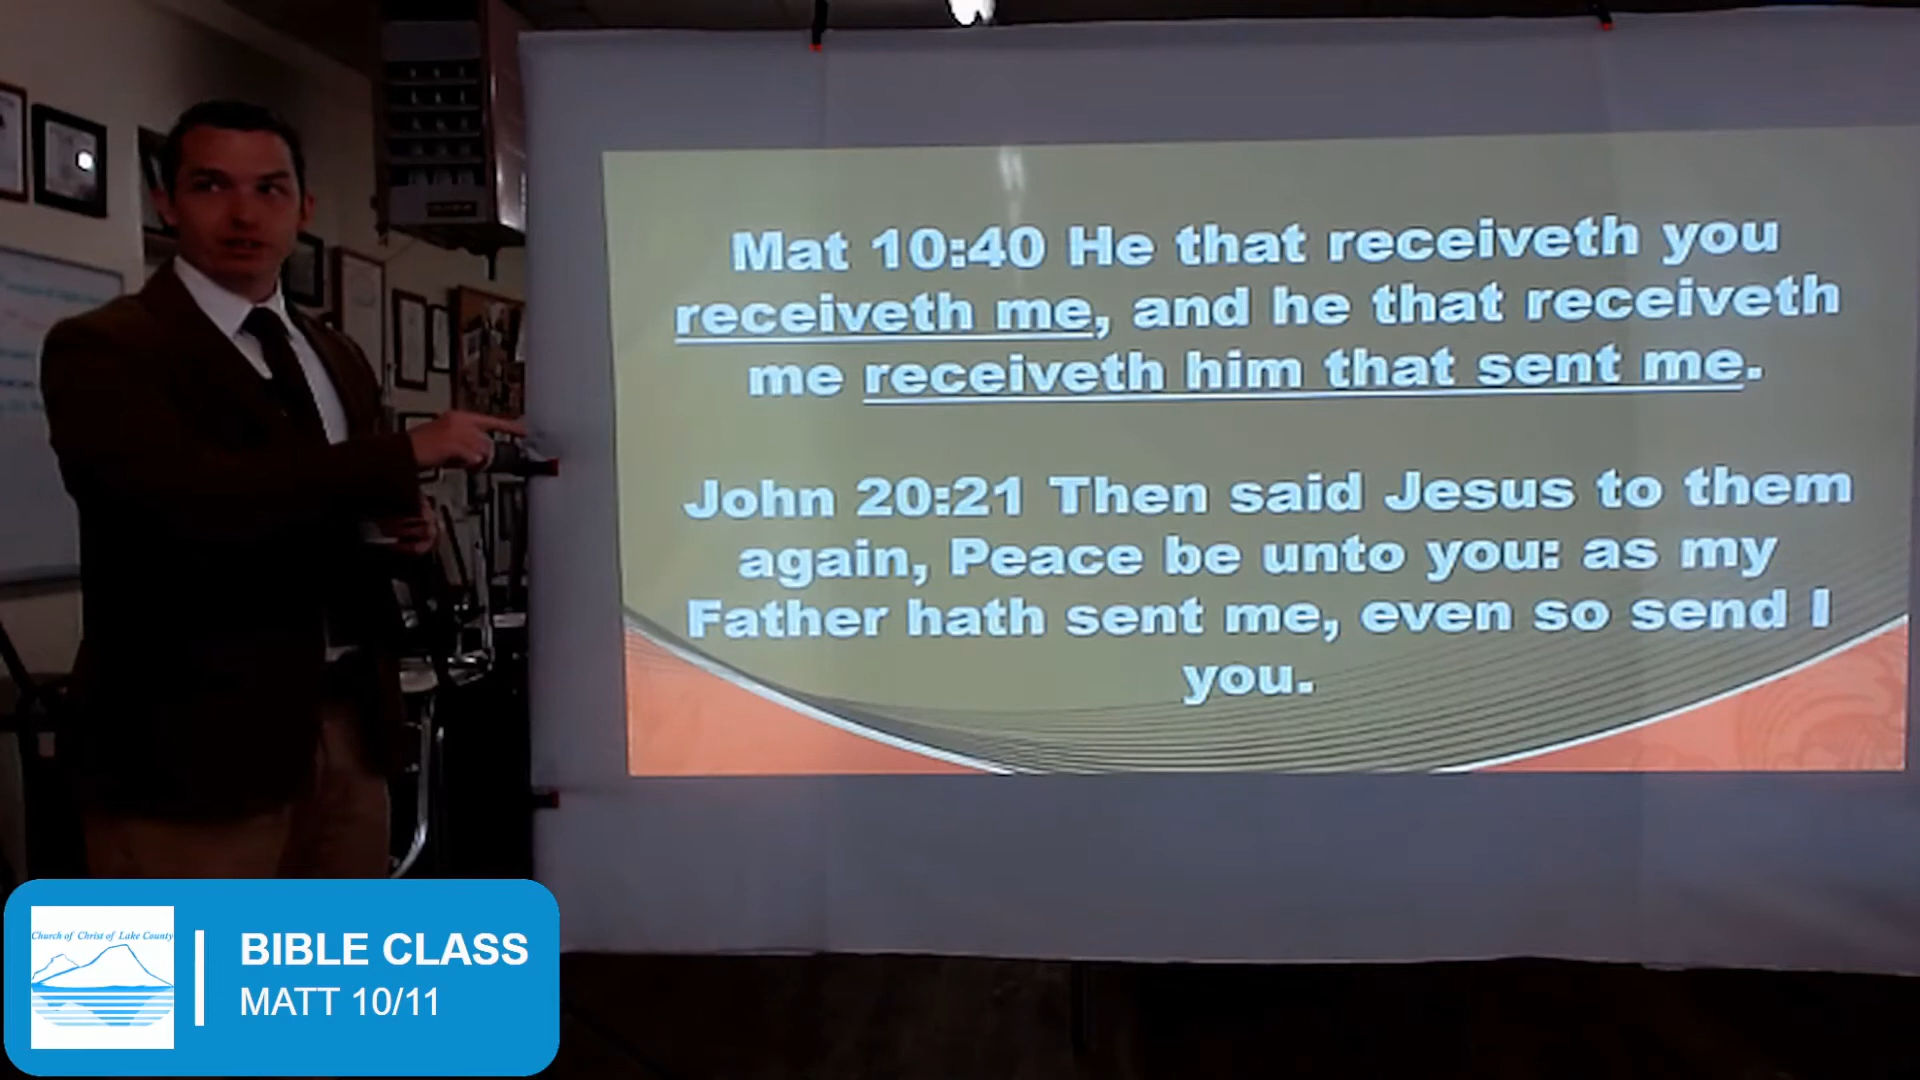 Mat 10:40 He that receiveth you
receiveth me, and he that receiveth
me receiveth him that sent me.
John 20:21 Then said Jesus to them
again, Peace be unto you: as my
Father hath sent me, even so send I
you.
Church of Christ of Lake County
BIBLE CLASS
MATT 10/11